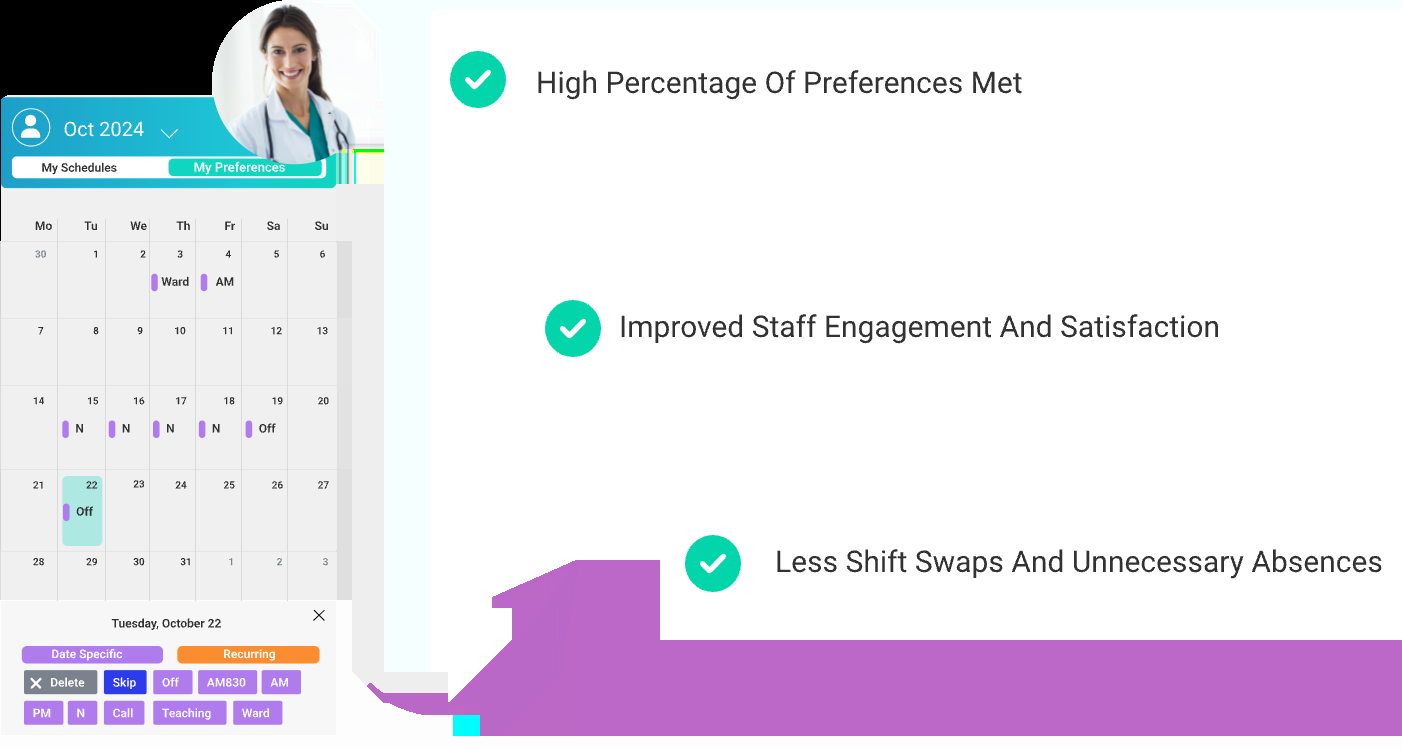 Oct 2024
My Schedules My Preferences
Mo Tu We Th Fr Sa Su
30 1 2 3 4 5 6
Ward AM
7 8 9 10 11 12 13
14 15 16 17 18 19 20
N N N N Off
21 22 23 24 25 26 27
Off
28 29 30 31 1 2 3
Tuesday, October 22
Date Specific Recurring
Delete Skip Off AM830 AM
PM N Call Teaching Ward
High Percentage Of Preferences Met
Improved Staff Engagement And Satisfaction
Less Shift Swaps And Unnecessary Absences